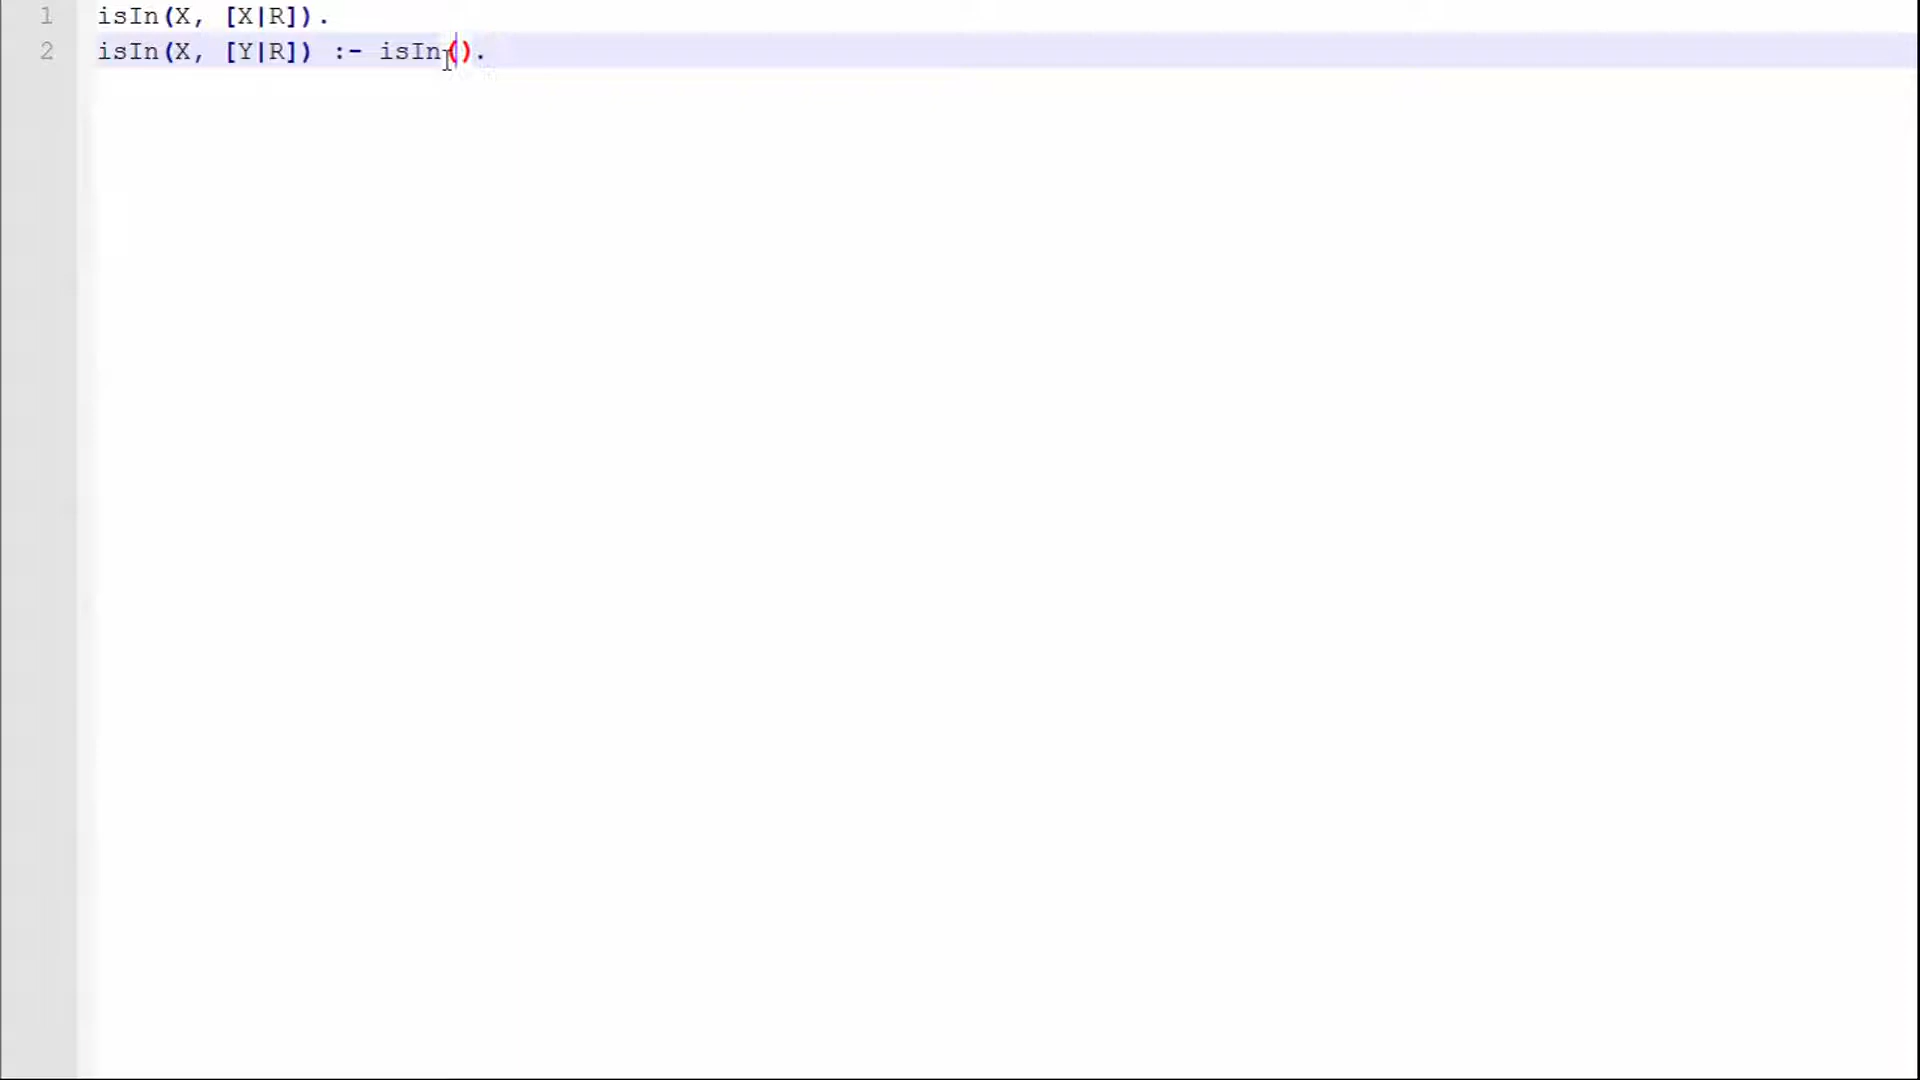 1 isIn(X, [X|R]).
2 isIn(X, [Y|R]) :- isIn().